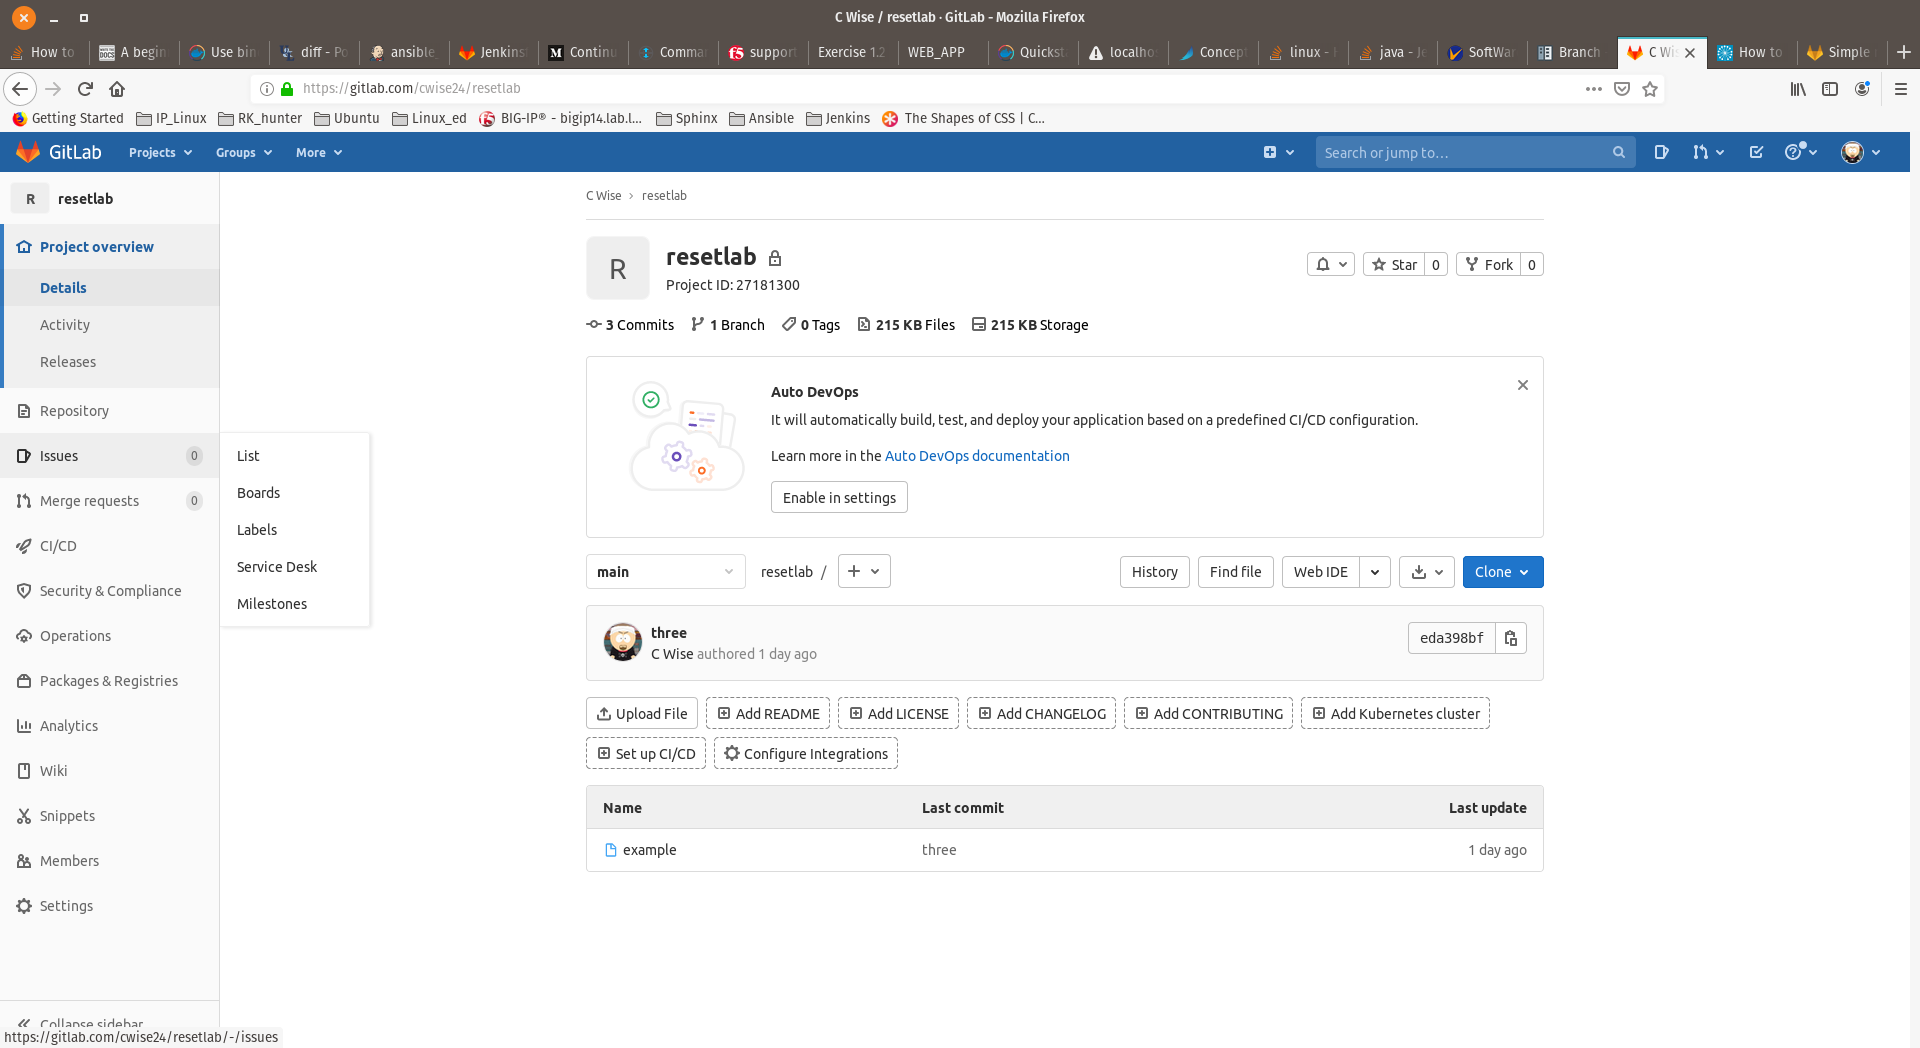 C Wise / resetlab · GitLab - Mozilla Firefox
How to
A begin
Use bin
diff - Po
ansible_
Jenkins
Continu
Comma
support
Exercise 1.2
WEB_APP
Quickst
localho
Concept
linux -
java - Je
SoftWar
Branch
C Wis
How to
Simple
https://gitlab.com/cwise24/resetlab
Getting Started IP_Linux RK_hunter Ubuntu Linux_ed BIG-IP® - bigip14.lab.l... Sphinx Ansible Jenkins The Shapes of CSS | C...
GitLab Projects Groups More Search or jump to...
R resetlab
Project overview
Details
Activity
Releases
Repository
Issues 0
Merge requests 0
CI/CD
Security & Compliance
Operations
Packages & Registries
Analytics
Wiki
Snippets
Members
Settings
Collapse sidebar
https://gitlab.com/cwise24/resetlab/-/issues
List
Boards
Labels
Service Desk
Milestones
C Wise › resetlab
R
resetlab
Project ID: 27181300
Star 0 Fork 0
3 Commits 1 Branch 0 Tags 215 KB Files 215 KB Storage
Auto DevOps
It will automatically build, test, and deploy your application based on a predefined CI/CD configuration.
Learn more in the Auto DevOps documentation
Enable in settings
main resetlab / History Find file Web IDE Clone
three
C Wise authored 1 day ago
eda398bf
Upload File Add README Add LICENSE Add CHANGELOG Add CONTRIBUTING Add Kubernetes cluster
Set up CI/CD Configure Integrations
Name Last commit Last update
example three 1 day ago